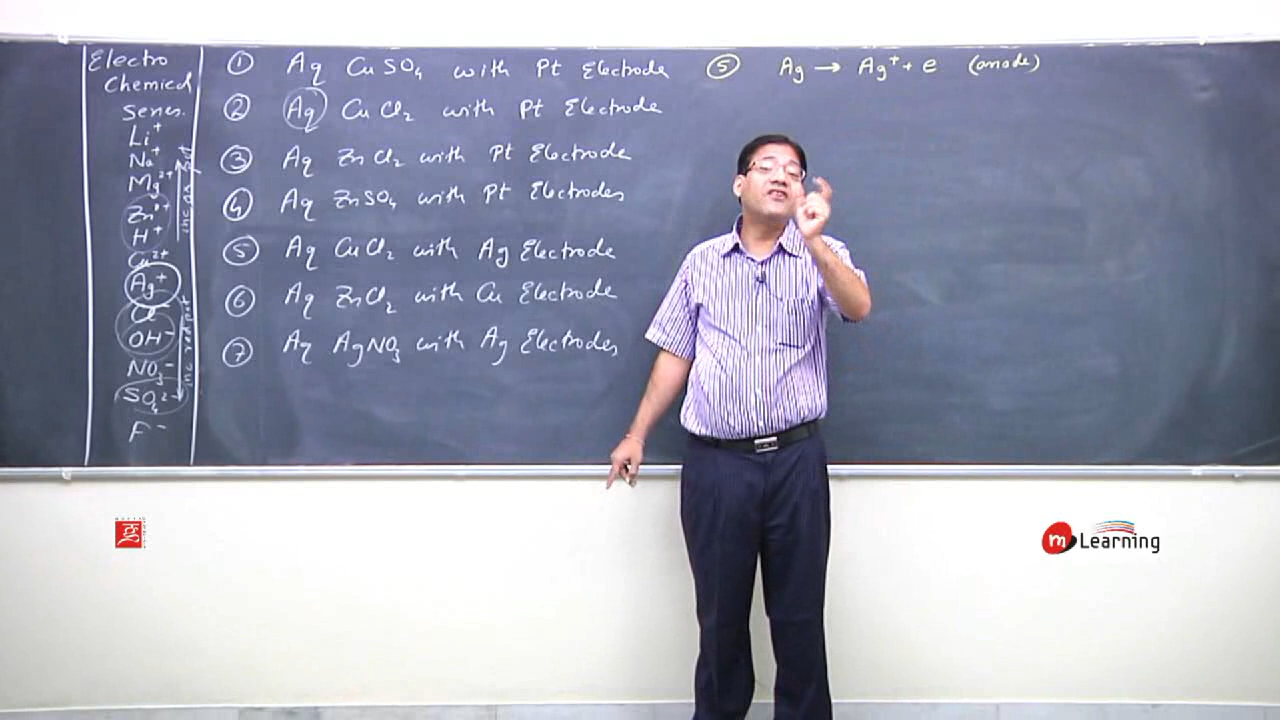 Electro
Chemical
Series.
Li⁺
Na⁺
Mg²⁺
Zn²⁺
H⁺
Cu²⁺
Ag⁺
OH⁻
NO₃⁻
SO₄²⁻
F⁻
inc red pot
① Aq CuSO₄ with Pt Electrode
② Aq CuCl₂ with Pt Electrode
③ Aq ZnCl₂ with Pt Electrode
④ Aq ZnSO₄ with Pt Electrodes
⑤ Aq CuCl₂ with Ag Electrode
⑥ Aq ZnCl₂ with Cu Electrode
⑦ Aq AgNO₃ with Ag Electrodes
⑤ Ag → Ag⁺ + e (anode)
m Learning